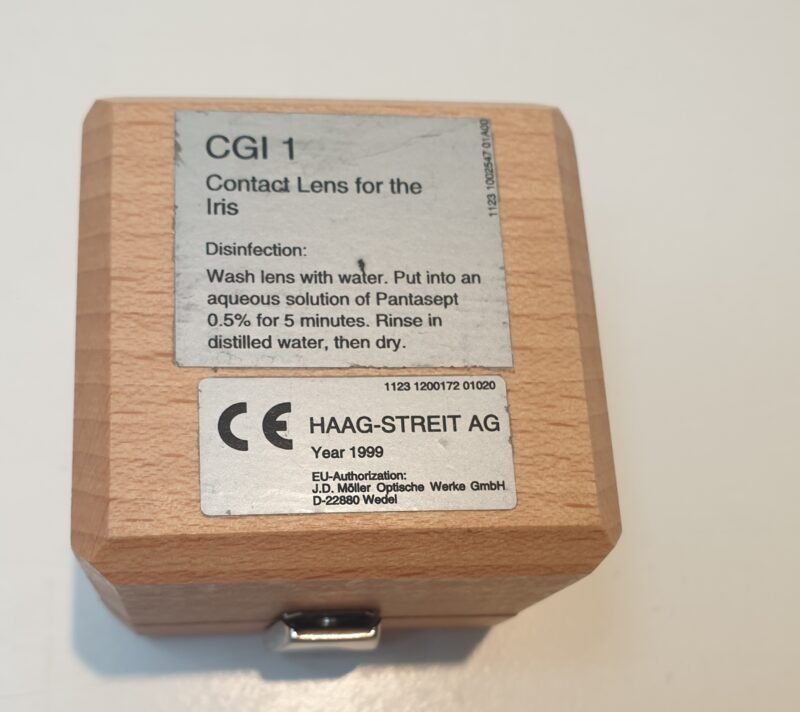 CGI 1
Contact Lens for the
Iris
Disinfection:
Wash lens with water. Put into an
aqueous solution of Pantasept
0.5% for 5 minutes. Rinse in
distilled water, then dry.
1123 1002547 01A00
1123 1200172 01020
CE HAAG-STREIT AG
Year 1999
EU-Authorization:
J.D. Möller Optische Werke GmbH
D-22880 Wedel